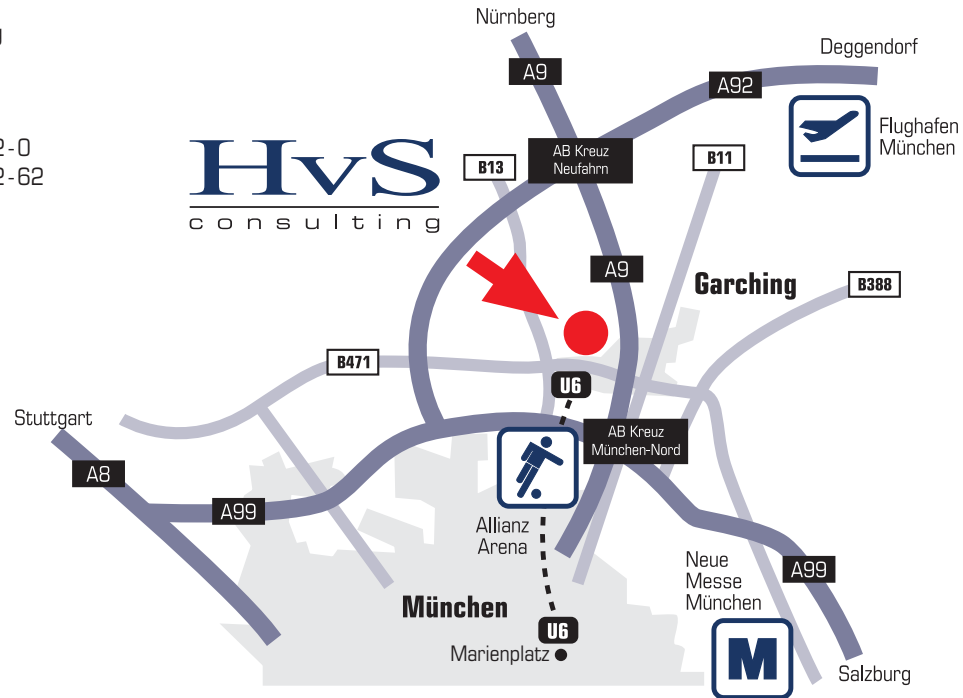 Nürnberg
Deggendorf
A9
A92
2-0
2-62
HvS
consulting
Flughafen
München
AB Kreuz
Neufahrn
B13
B11
A9
Garching
B388
B471
U6
Stuttgart
AB Kreuz
München-Nord
A8
A99
Allianz
Arena
Neue
Messe
München
A99
München
U6
Marienplatz
M
Salzburg